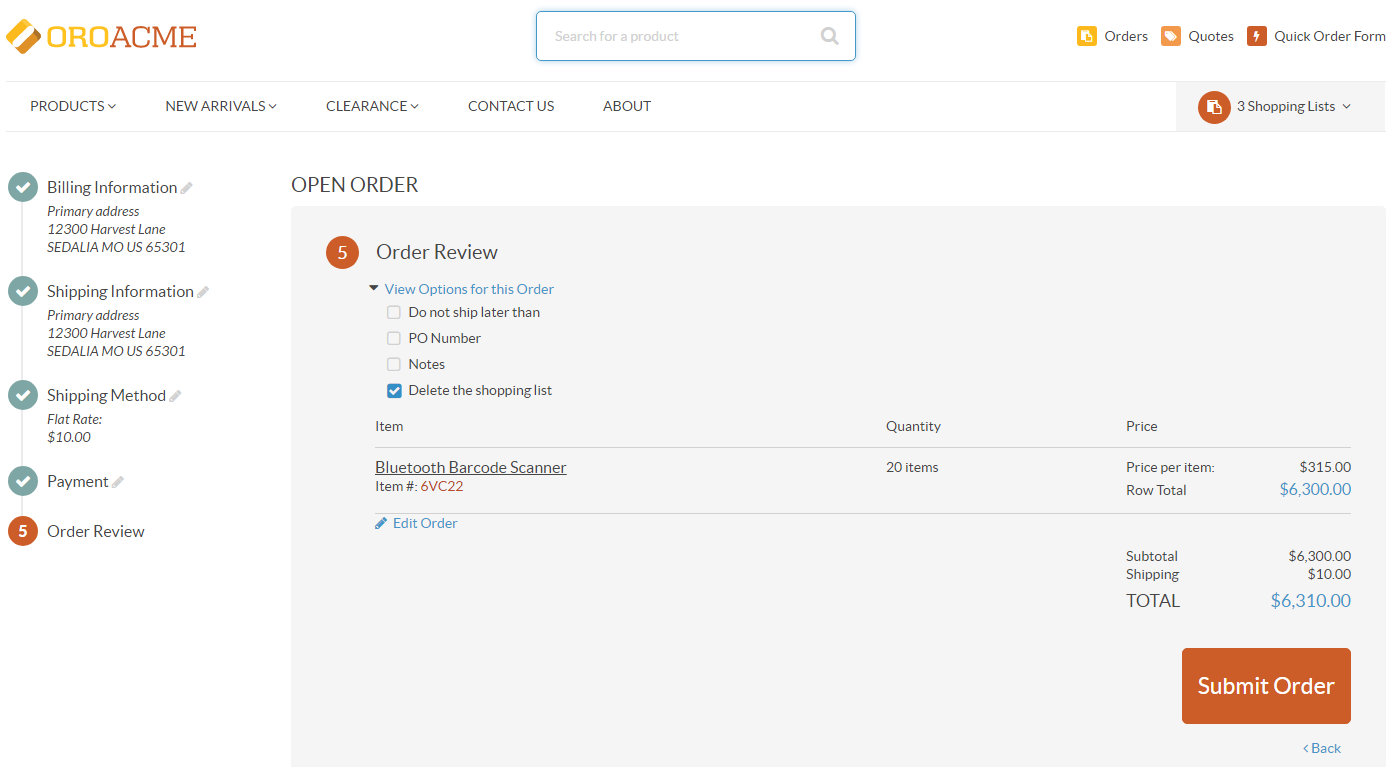 OROACME
Search for a product
Orders Quotes Quick Order Form
PRODUCTS NEW ARRIVALS CLEARANCE CONTACT US ABOUT 3 Shopping Lists
Billing Information
Primary address
12300 Harvest Lane
SEDALIA MO US 65301
Shipping Information
Primary address
12300 Harvest Lane
SEDALIA MO US 65301
Shipping Method
Flat Rate:
$10.00
Payment
5 Order Review
OPEN ORDER
5 Order Review
View Options for this Order
Do not ship later than
PO Number
Notes
Delete the shopping list
Item Quantity Price
Bluetooth Barcode Scanner 20 items Price per item: $315.00
Item #: 6VC22 Row Total $6,300.00
Edit Order
Subtotal $6,300.00
Shipping $10.00
TOTAL $6,310.00
Submit Order
Back